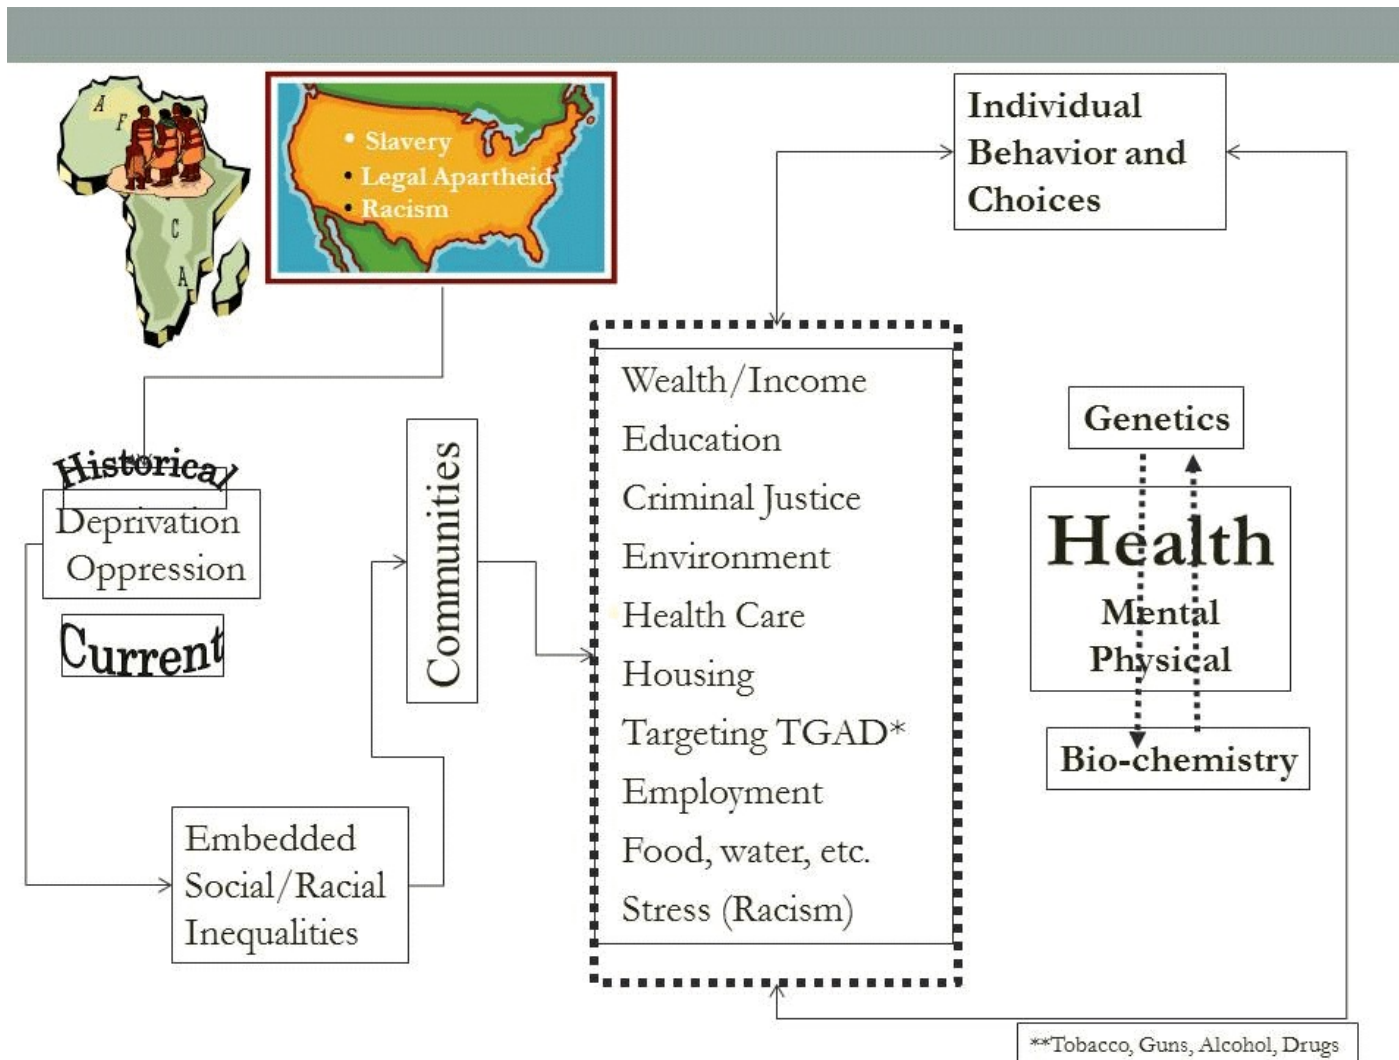 A
F
C
A
• Slavery
• Legal Apartheid
• Racism
Individual
Behavior and
Choices
Historical
Deprivation
Oppression
Current
Embedded
Social/Racial
Inequalities
Communities
Wealth/Income
Education
Criminal Justice
Environment
Health Care
Housing
Targeting TGAD*
Employment
Food, water, etc.
Stress (Racism)
Genetics
Health
Mental
Physical
Bio-chemistry
**Tobacco, Guns, Alcohol, Drugs